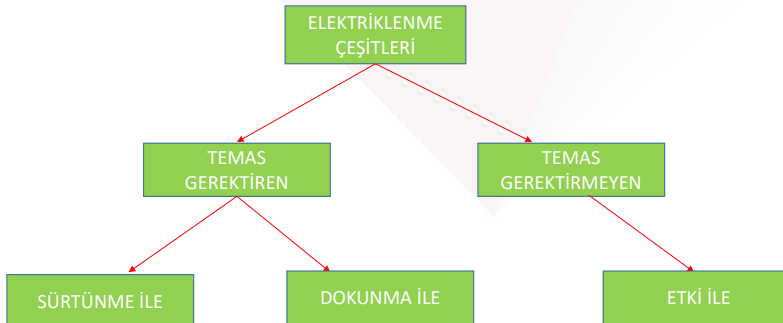 ELEKTRİKLENME
ÇEŞİTLERİ
TEMAS
GEREKTİREN
TEMAS
GEREKTİRMEYEN
SÜRTÜNME İLE
DOKUNMA İLE
ETKİ İLE